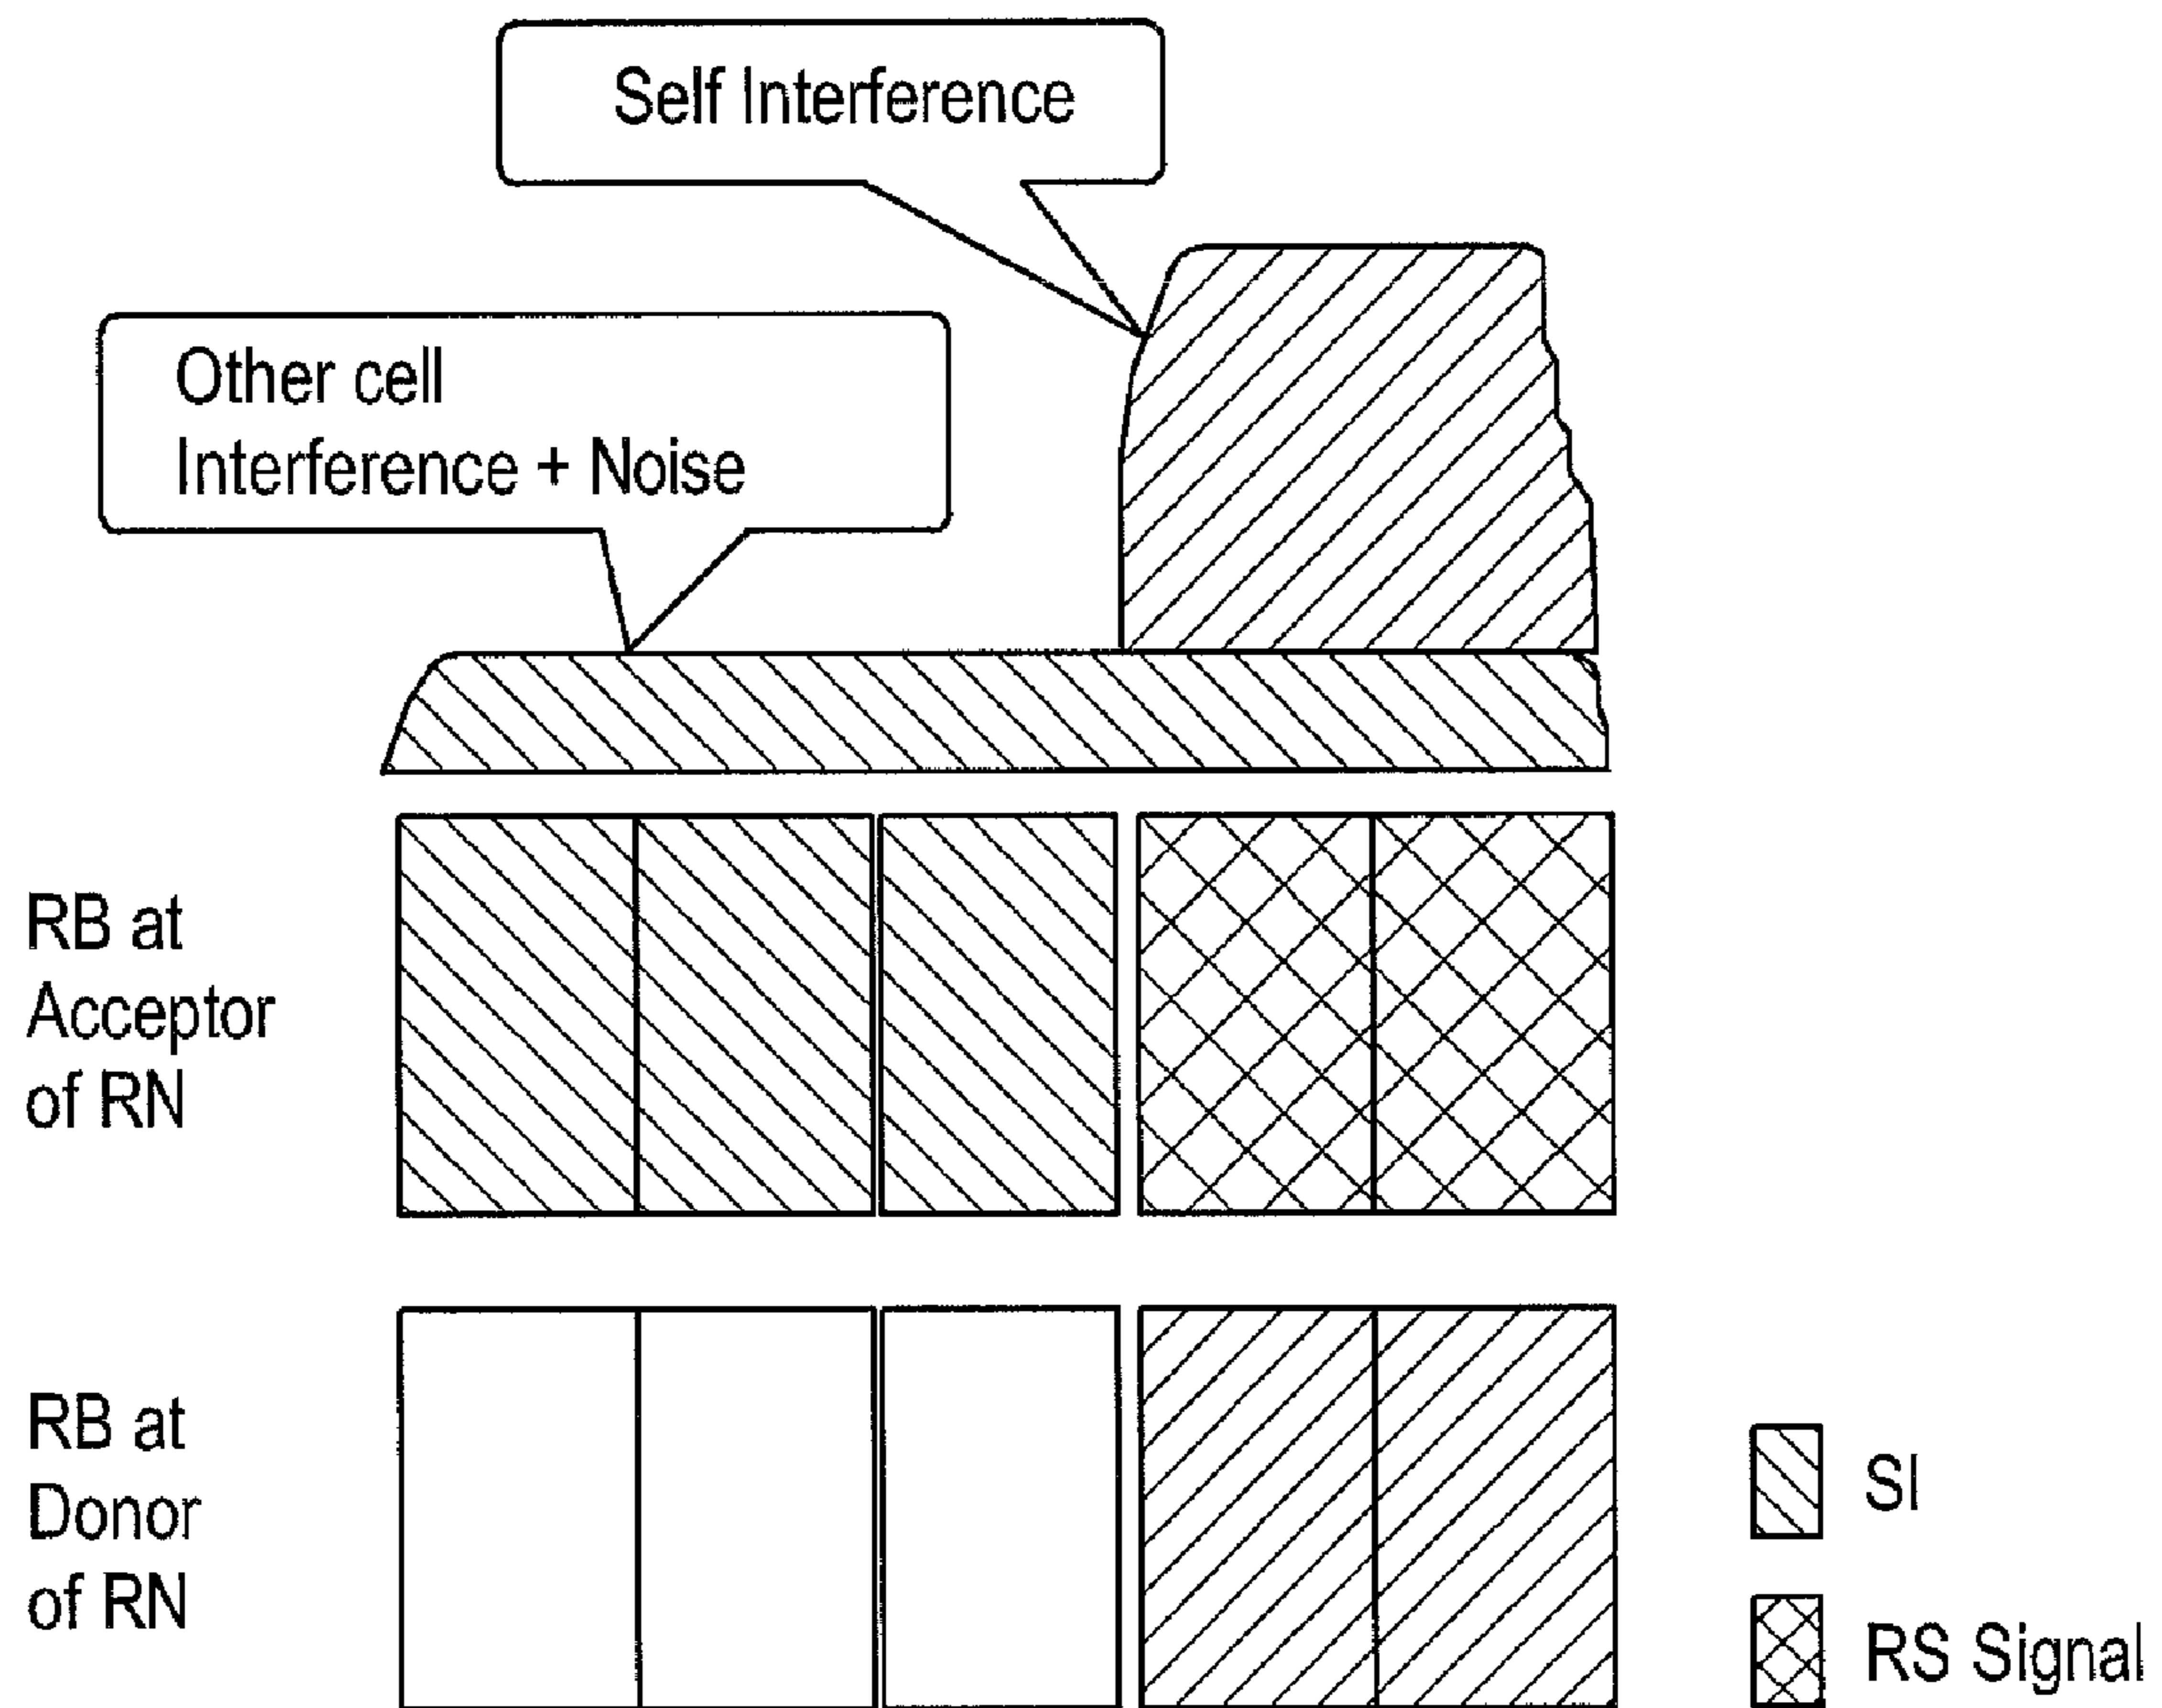 Self Interference
Other cell
Interference + Noise
RB at
Acceptor
of RN
RB at
Donor
of RN
SI
RS Signal